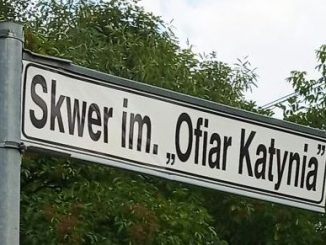 Skwer im. „Ofiar Katynia”